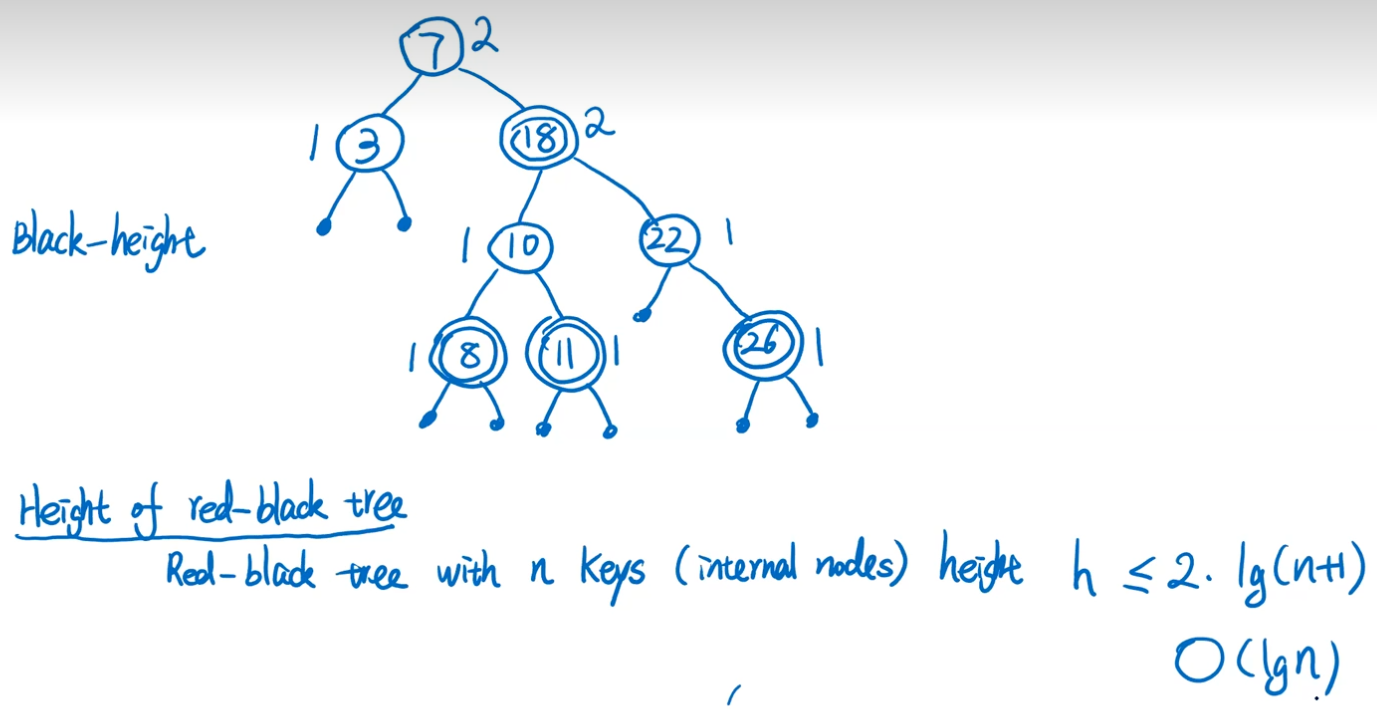 7 2
1 3 18 2
Black-height 1 10 22 1
1 8 11 1 26 1
Height of red-black tree
Red-black tree with n keys (internal nodes) height h ≤ 2. lg(n+1)
O(lgn)